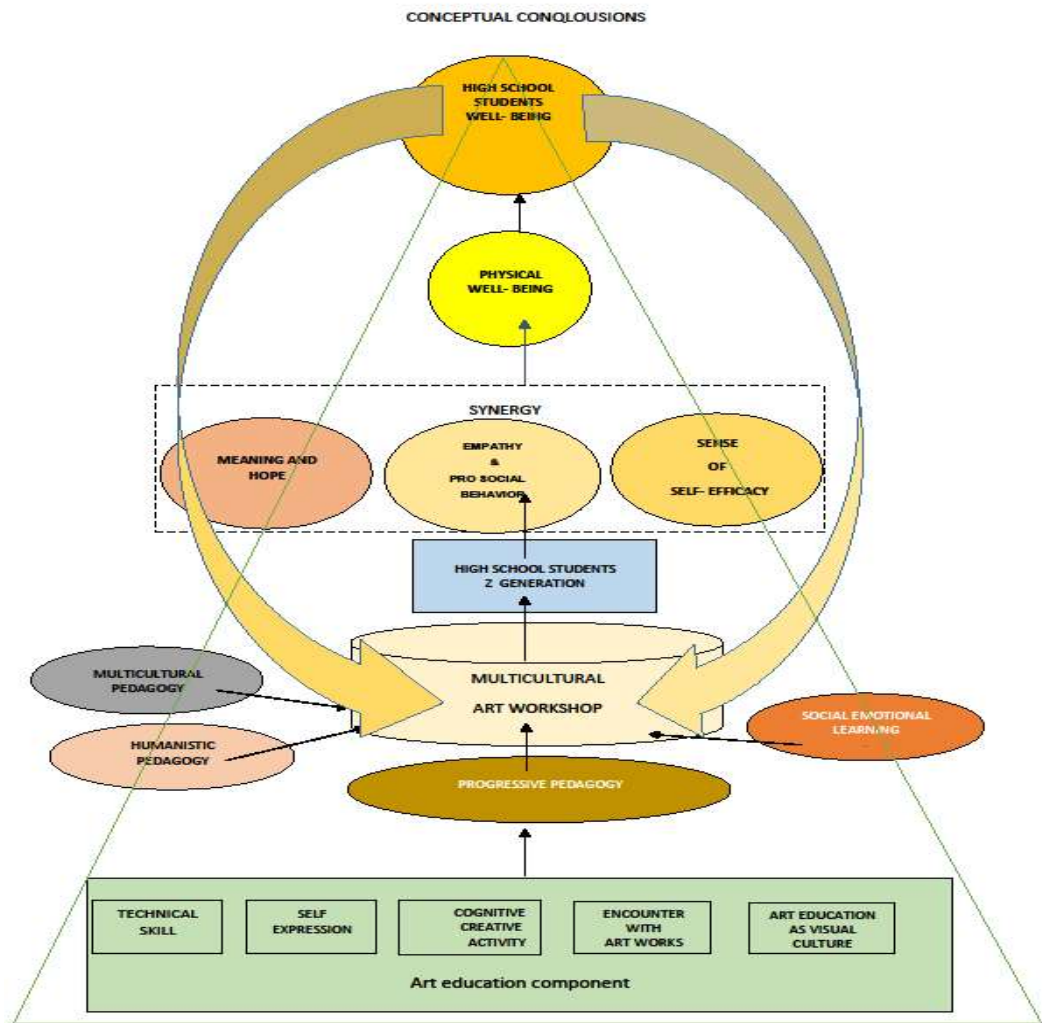 CONCEPTUAL CONQLOUSIONS
HIGH SCHOOL
STUDENTS
WELL- BEING
PHYSICAL
WELL- BEING
SYNERGY
MEANING AND
HOPE
EMPATHY
&
PRO SOCIAL
BEHAVIOR
SENSE
OF
SELF- EFFICACY
HIGH SCHOOL STUDENTS
Z GENERATION
MULTICULTURAL
ART WORKSHOP
MULTICULTURAL
PEDAGOGY
HUMANISTIC
PEDAGOGY
SOCIAL EMOTIONAL
LEARNING
PROGRESSIVE PEDAGOGY
TECHNICAL
SKILL
SELF
EXPRESSION
COGNITIVE
CREATIVE
ACTIVITY
ENCOUNTER
WITH
ART WORKS
ART EDUCATION
AS VISUAL
CULTURE
Art education component